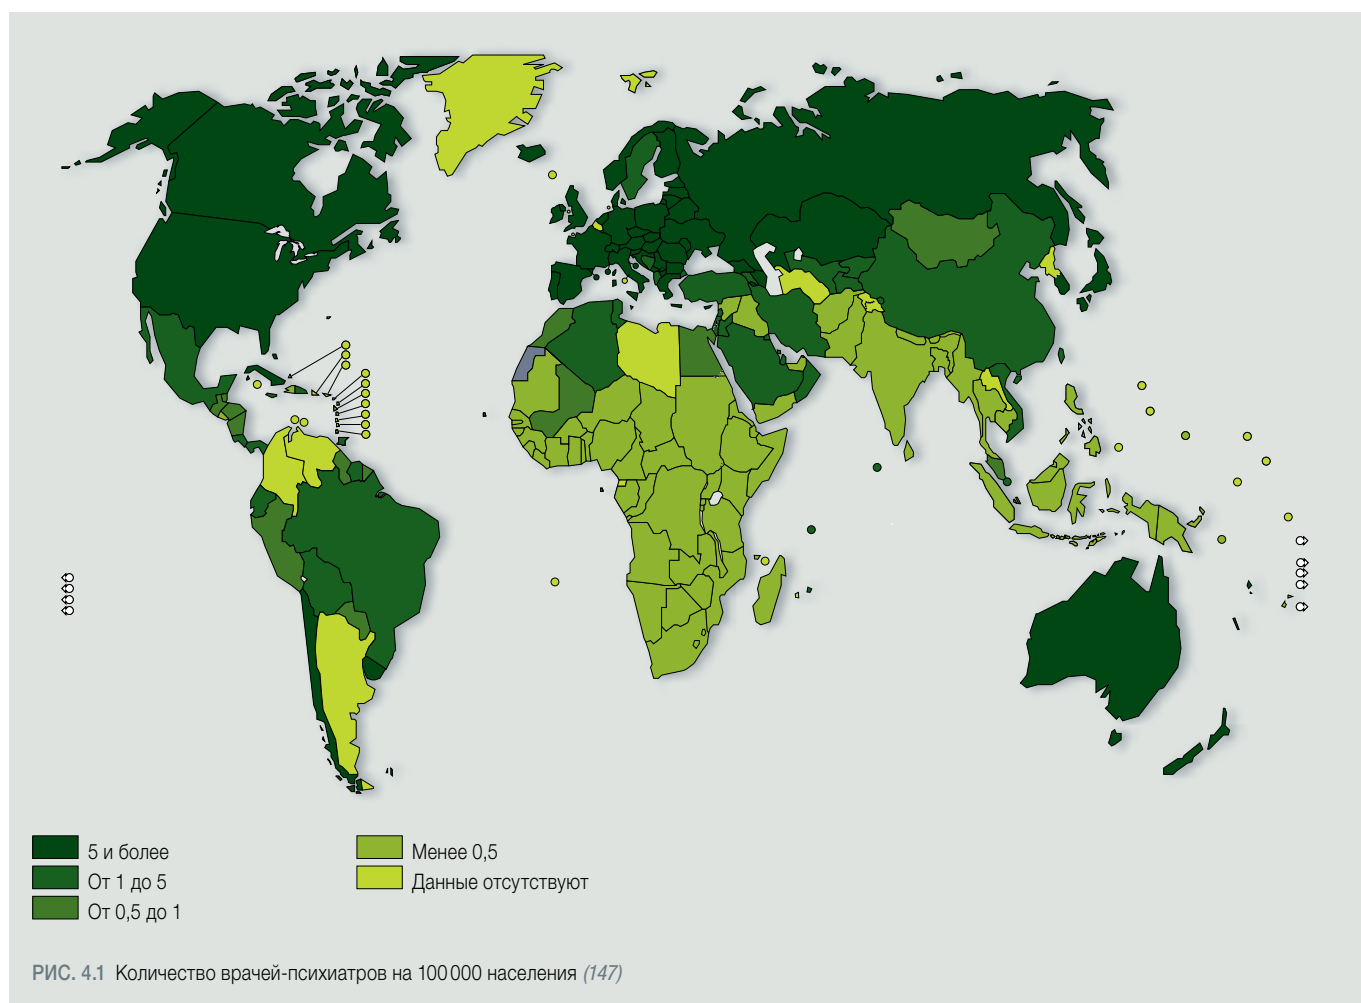 5 и более
От 1 до 5
От 0,5 до 1
Менее 0,5
Данные отсутствуют
РИС. 4.1 Количество врачей-психиатров на 100 000 населения (147)